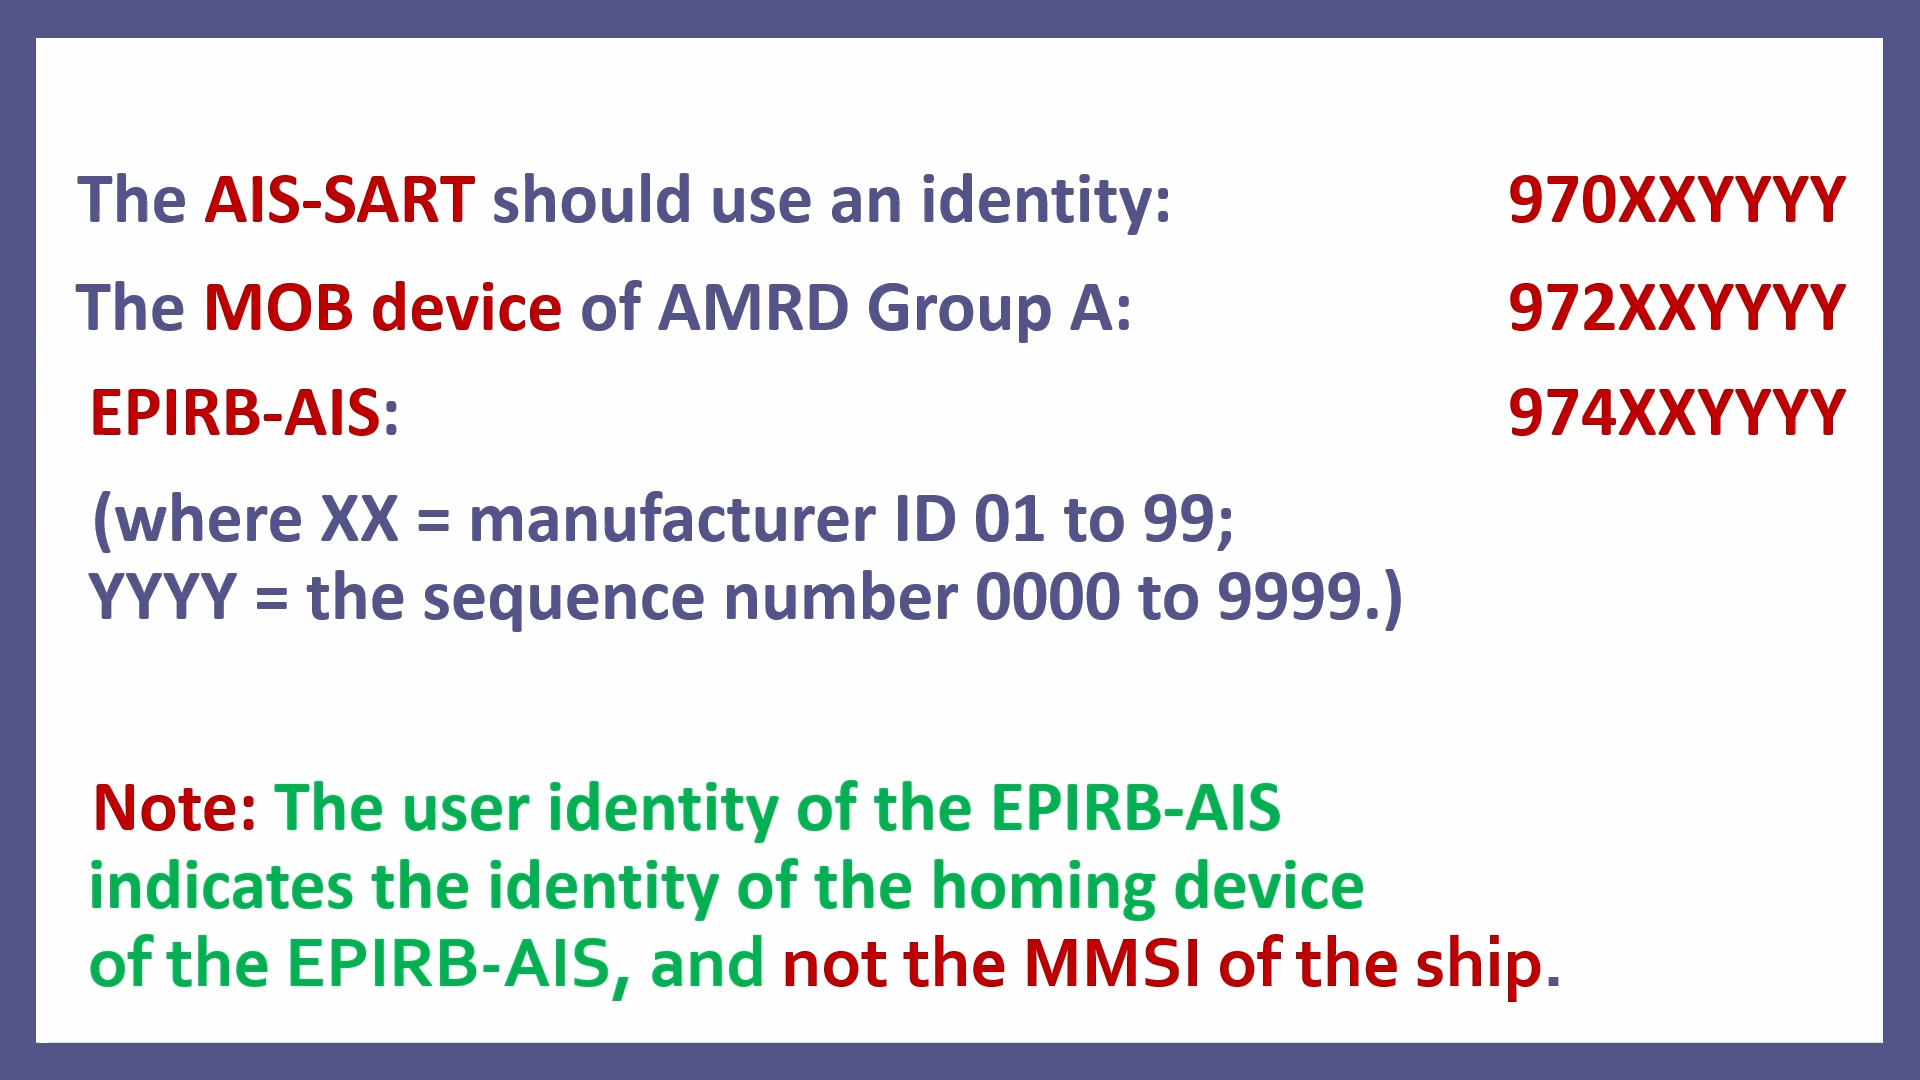 The AIS-SART should use an identity: 970XXYYYY
The MOB device of AMRD Group A: 972XXYYYY
EPIRB-AIS: 974XXYYYY
(where XX = manufacturer ID 01 to 99;
YYYY = the sequence number 0000 to 9999.)
Note: The user identity of the EPIRB-AIS
indicates the identity of the homing device
of the EPIRB-AIS, and not the MMSI of the ship.